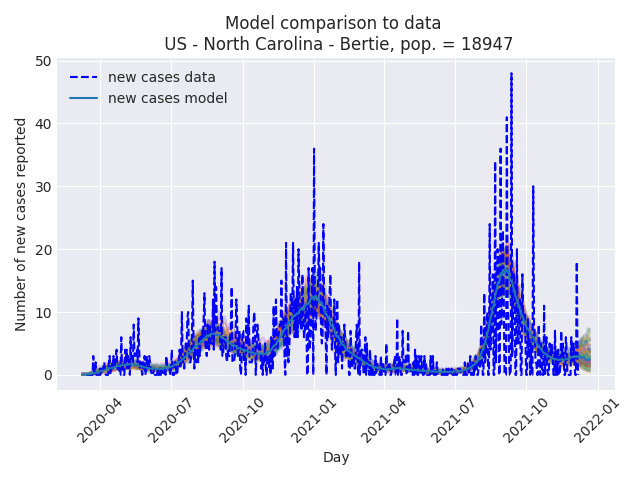 Model comparison to data
US - North Carolina - Bertie, pop. = 18947
new cases data
new cases model
Number of new cases reported
50
40
30
20
10
0
2020-04
2020-07
2020-10
2021-01
2021-04
2021-07
2021-10
2022-01
Day